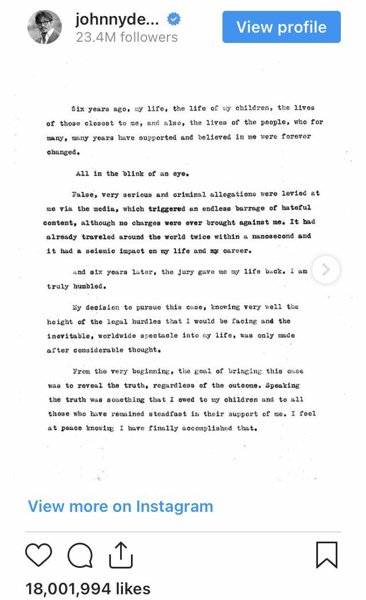 johnnyde...
23.4M followers
View profile
Six years ago, my life, the life of my children, the lives
of those closest to me, and also, the lives of the people, who for
many, many years have supported and believed in me were forever
changed.
All in the blink of an eye.
False, very serious and criminal allegations were levied at
me via the media, which triggered an endless barrage of hateful
content, although no charges were ever brought against me. It had
already traveled around the world twice within a nanosecond and
it had a seismic impact on my life and my career.
And six years later, the jury gave me my life back. I am
truly humbled.
My decision to pursue this case, knowing very well the
height of the legal hurdles that I would be facing and the
inevitable, worldwide spectacle into my life, was only made
after considerable thought.
From the very beginning, the goal of bringing this case
was to reveal the truth, regardless of the outcome. Speaking
the truth was something that I owed to my children and to all
those who have remained steadfast in their support of me. I feel
at peace knowing I have finally accomplished that.
View more on Instagram
18,001,994 likes